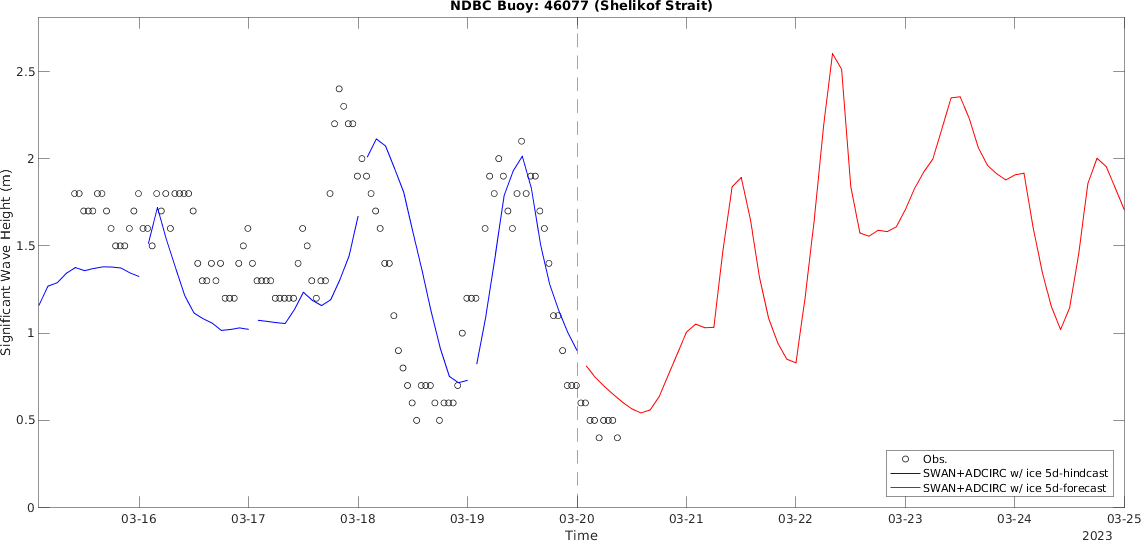 NDBC Buoy: 46077 (Shelikof Strait)
Significant Wave Height (m)
2.5
2
1.5
1
0.5
0
03-16 03-17 03-18 03-19 03-20 03-21 03-22 03-23 03-24 03-25
Time
2023
Obs.
SWAN+ADCIRC w/ ice 5d-hindcast
SWAN+ADCIRC w/ ice 5d-forecast